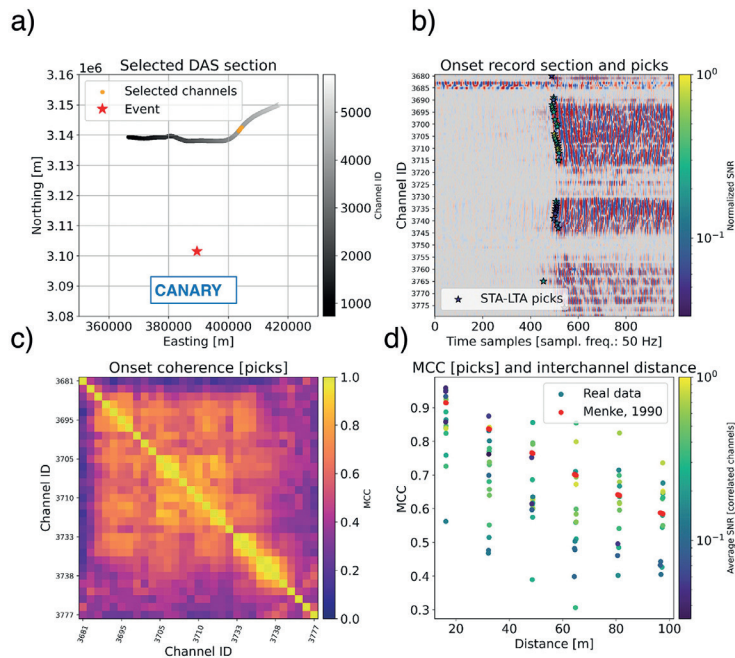 a)
Selected DAS section
1e6
3.16
3.15
3.14
3.13
3.12
3.11
3.10
3.09
3.08
Northing [m]
Selected channels
Event
CANARY
360000 380000 400000 420000
Easting [m]
5000
4000
3000
2000
1000
Channel ID
b)
Onset record section and picks
3680
3685
3690
3695
3700
3705
3710
3715
3720
3725
3730
3735
3740
3745
3750
3755
3760
3765
3770
3775
Channel ID
STA-LTA picks
0 200 400 600 800
Time samples [sampl. freq.: 50 Hz]
10⁰
10⁻¹
Normalized SNR
c)
Onset coherence [picks]
3681
3695
3705
3710
3733
3738
3777
Channel ID
3681 3695 3705 3710 3733 3738 3777
Channel ID
1.0
0.8
0.6
0.4
0.2
0.0
MCC
d)
MCC [picks] and interchannel distance
Real data
Menke, 1990
0.9
0.8
0.7
0.6
0.5
0.4
0.3
MCC
20 40 60 80 100
Distance [m]
10⁰
10⁻¹
Average SNR [correlated channels]